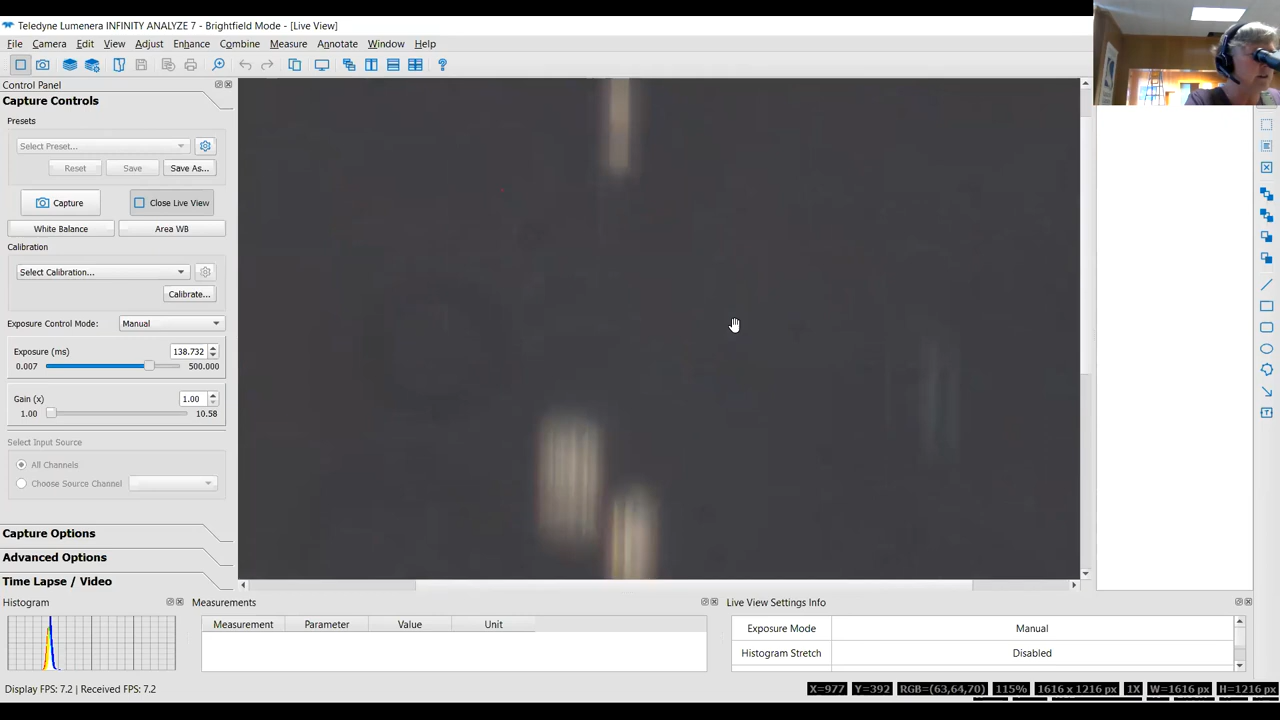 Teledyne Lumenera INFINITY ANALYZE 7 - Brightfield Mode - [Live View]
File Camera Edit View Adjust Enhance Combine Measure Annotate Window Help
Control Panel
Capture Controls
Presets
Select Preset...
Reset Save Save As...
Capture Close Live View
White Balance Area WB
Calibration
Select Calibration...
Calibrate...
Exposure Control Mode: Manual
Exposure (ms) 138.732
0.007 500.000
Gain (x) 1.00
1.00 10.58
Select Input Source
All Channels
Choose Source Channel
Capture Options
Advanced Options
Time Lapse / Video
Histogram
Measurements
Measurement Parameter Value Unit
Live View Settings Info
Exposure Mode Manual
Histogram Stretch Disabled
Display FPS: 7.2 | Received FPS: 7.2
X=977 Y=392 RGB=(63,64,70) 115% 1616 x 1216 px 1X W=1616 px H=1216 px